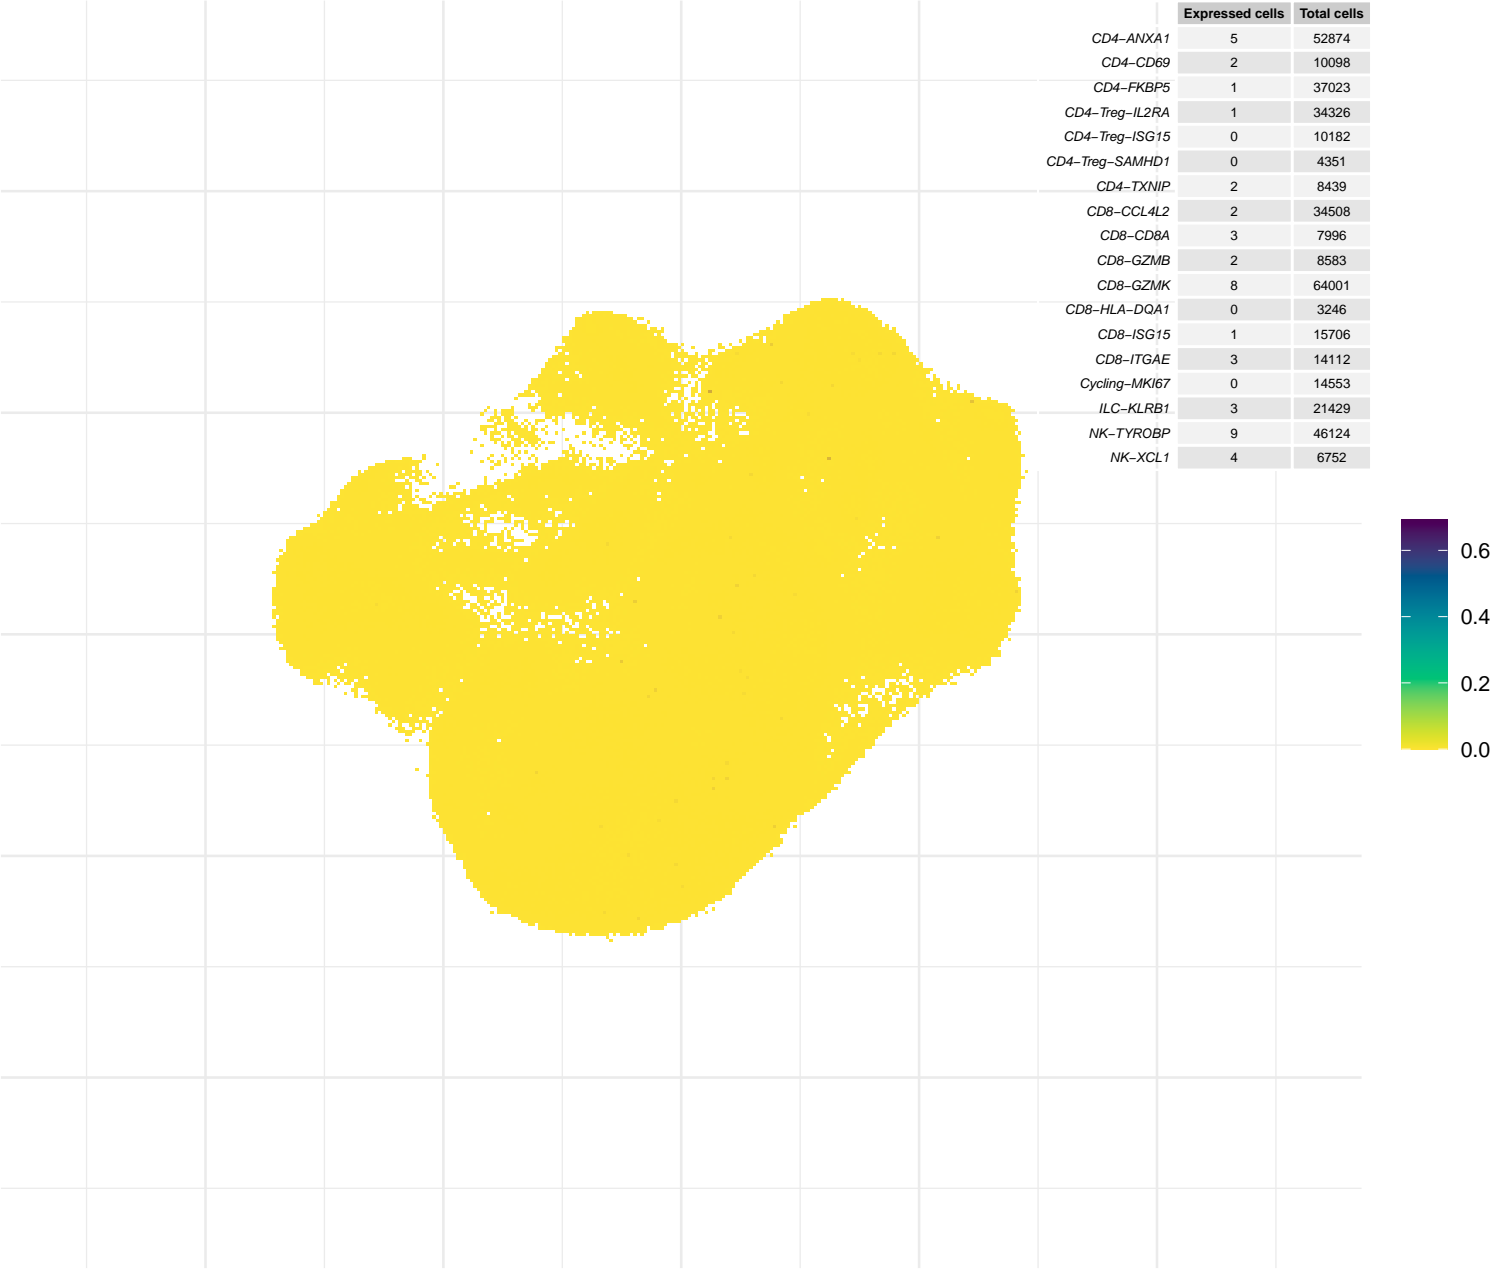 Expressed cells Total cells
CD4−ANXA1 5 52874
CD4−CD69 2 10098
CD4−FKBP5 1 37023
CD4−Treg−IL2RA 1 34326
CD4−Treg−ISG15 0 10182
CD4−Treg−SAMHD1 0 4351
CD4−TXNIP 2 8439
CD8−CCL4L2 2 34508
CD8−CD8A 3 7996
CD8−GZMB 2 8583
CD8−GZMK 8 64001
CD8−HLA−DQA1 0 3246
CD8−ISG15 1 15706
CD8−ITGAE 3 14112
Cycling−MKI67 0 14553
ILC−KLRB1 3 21429
NK−TYROBP 9 46124
NK−XCL1 4 6752
0.6
0.4
0.2
0.0